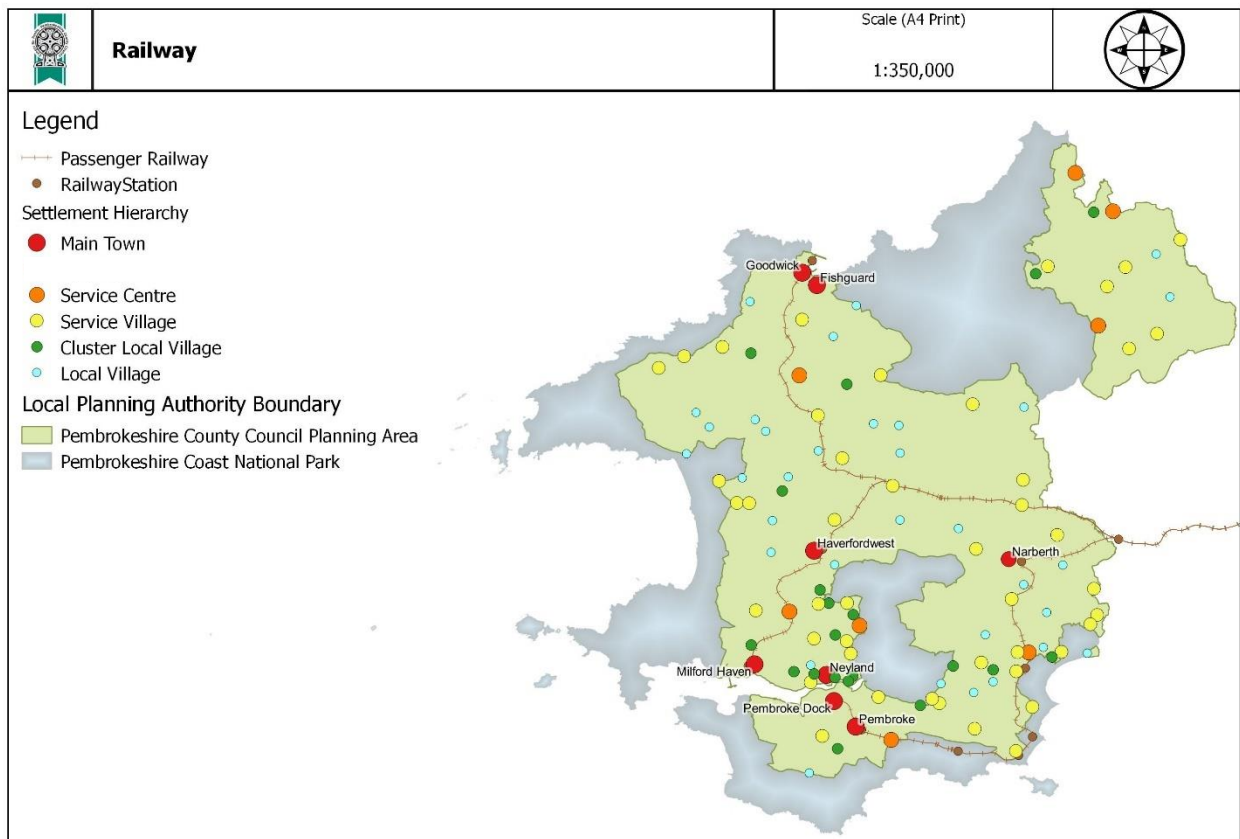 Railway
Scale (A4 Print)
1:350,000
N
E
S
W
Legend
Passenger Railway
RailwayStation
Settlement Hierarchy
Main Town
Service Centre
Service Village
Cluster Local Village
Local Village
Local Planning Authority Boundary
Pembrokeshire County Council Planning Area
Pembrokeshire Coast National Park
Goodwick
Fishguard
Haverfordwest
Narberth
Milford Haven
Neyland
Pembroke Dock
Pembroke